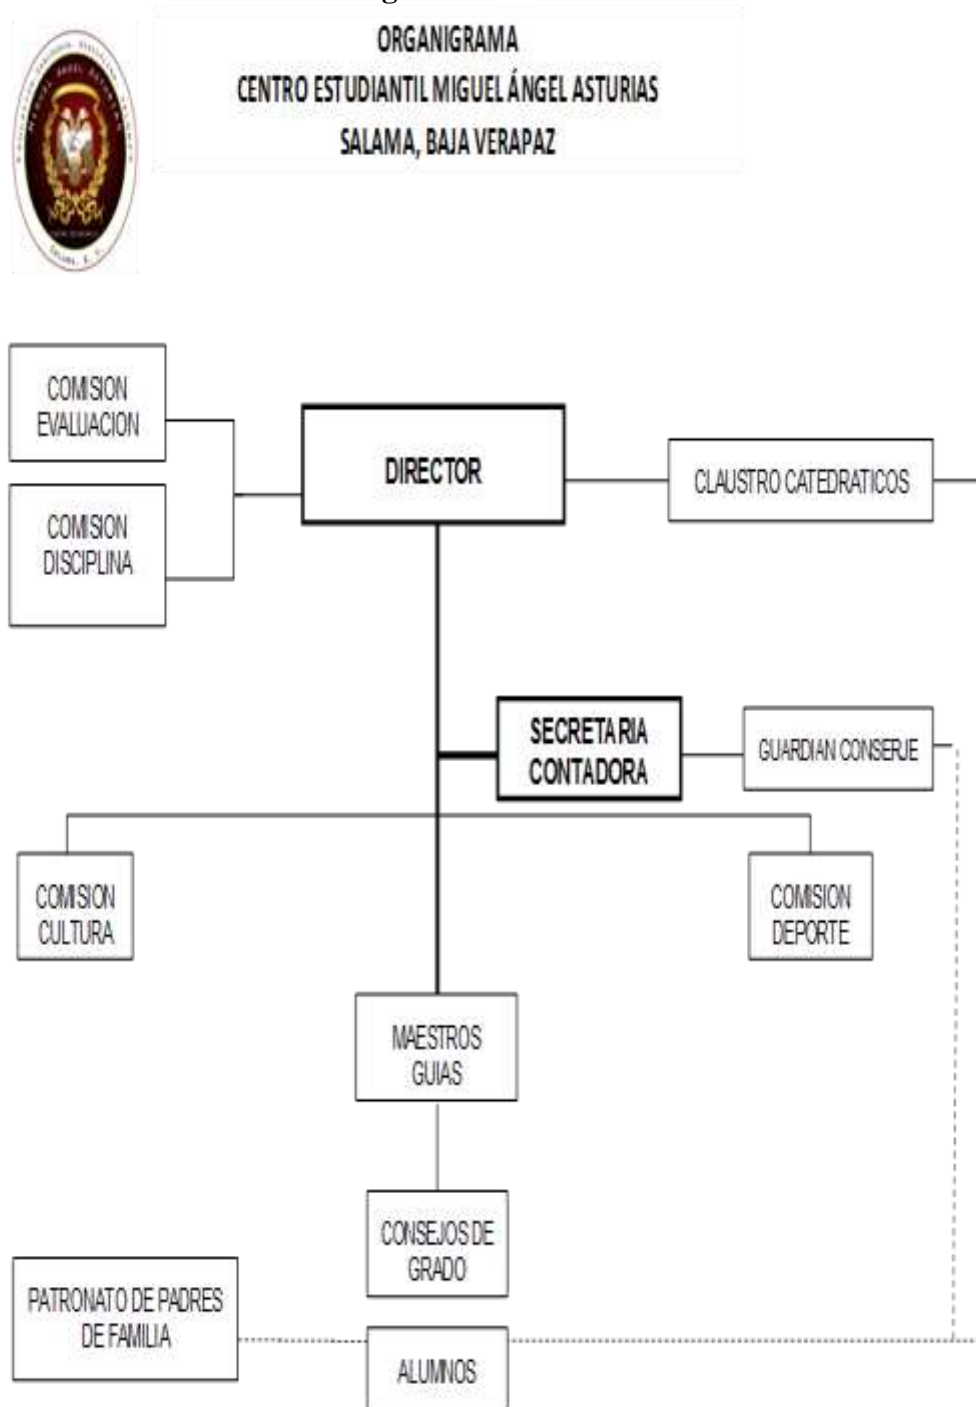 ORGANIGRAMA
CENTRO ESTUDIANTIL MIGUEL ÁNGEL ASTURIAS
SALAMA, BAJA VERAPAZ
COMISION
EVALUACION
DIRECTOR
CLAUSTRO CATEDRATICOS
COMISION
DISCIPLINA
SECRETARIA
CONTADORA
GUARDIAN CONSERJE
COMISION
CULTURA
COMISION
DEPORTE
MAESTROS
GUIAS
CONSEJOS DE
GRADO
PATRONATO DE PADRES
DE FAMILIA
ALUMNOS